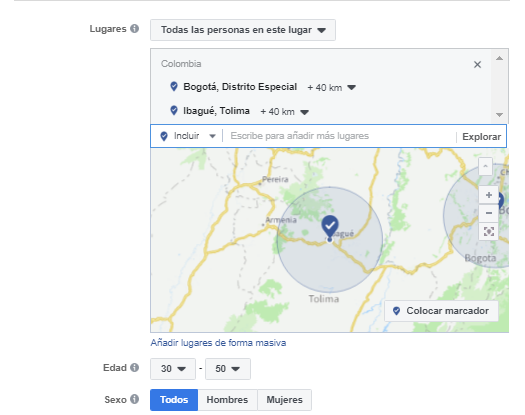 Lugares
Todas las personas en este lugar
Colombia
Bogotá, Distrito Especial + 40 km
Ibagué, Tolima + 40 km
Incluir
Escribe para añadir más lugares
Explorar
Pereira
Armenia
Tolima
Bogota
Colocar marcador
Añadir lugares de forma masiva
Edad 30 - 50
Sexo Todos Hombres Mujeres